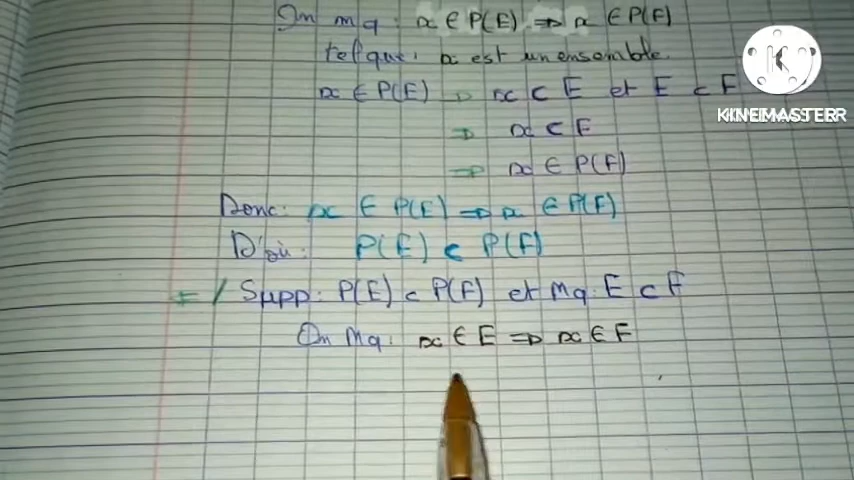 On mq: x ∈ P(E) ⇒ x ∈ P(F)
tel que: x est un ensemble.
x ∈ P(E) ⇒ x ⊂ E et E ⊂ F
⇒ x ⊂ F
⇒ x ∈ P(F)
Donc: x ∈ P(E) ⇒ x ∈ P(F)
D'où: P(E) ⊂ P(F)
⇐/ Supp: P(E) ⊂ P(F) et Mq: E ⊂ F
On Mq: x ∈ E ⇒ x ∈ F
K
KINEMASTER